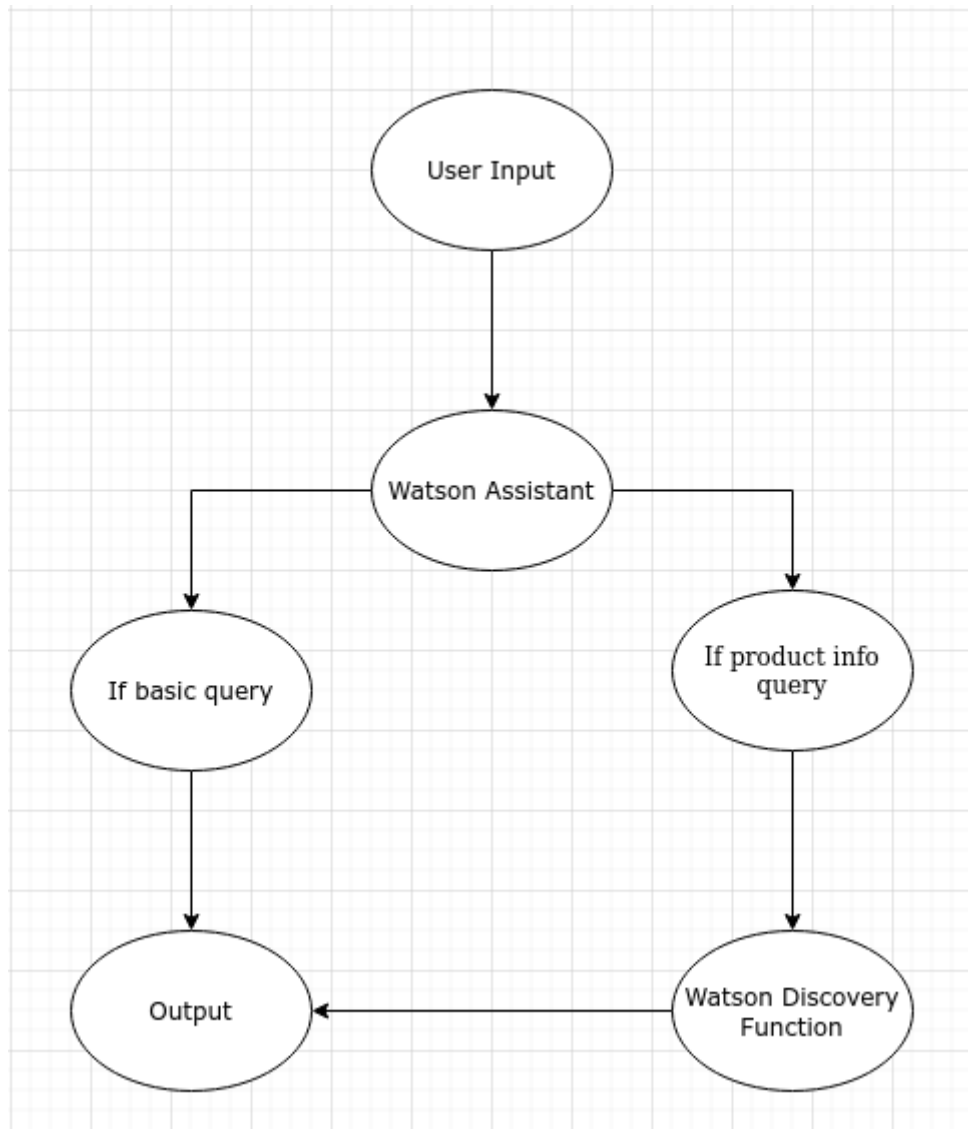 User Input
Watson Assistant
If basic query
If product info
query
Output
Watson Discovery
Function